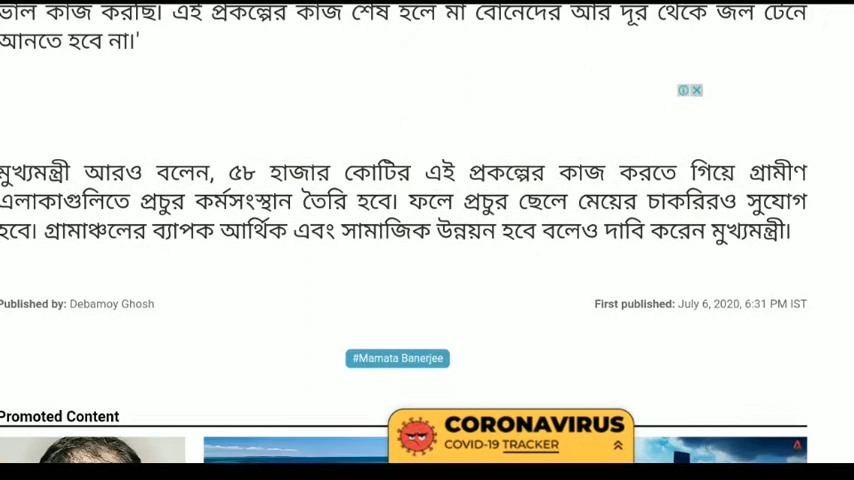 ভাল কাজ করছি। এই প্রকল্পের কাজ শেষ হলে মা বোনেদের আর দূর থেকে জল টেনে
আনতে হবে না।'
মুখ্যমন্ত্রী আরও বলেন, ৫৮ হাজার কোটির এই প্রকল্পের কাজ করতে গিয়ে গ্রামীণ
এলাকাগুলিতে প্রচুর কর্মসংস্থান তৈরি হবে। ফলে প্রচুর ছেলে মেয়ের চাকরিরও সুযোগ
হবে। গ্রামাঞ্চলের ব্যাপক আর্থিক এবং সামাজিক উন্নয়ন হবে বলেও দাবি করেন মুখ্যমন্ত্রী।
Published by: Debamoy Ghosh
First published: July 6, 2020, 6:31 PM IST
#Mamata Banerjee
Promoted Content
CORONAVIRUS
COVID-19 TRACKER